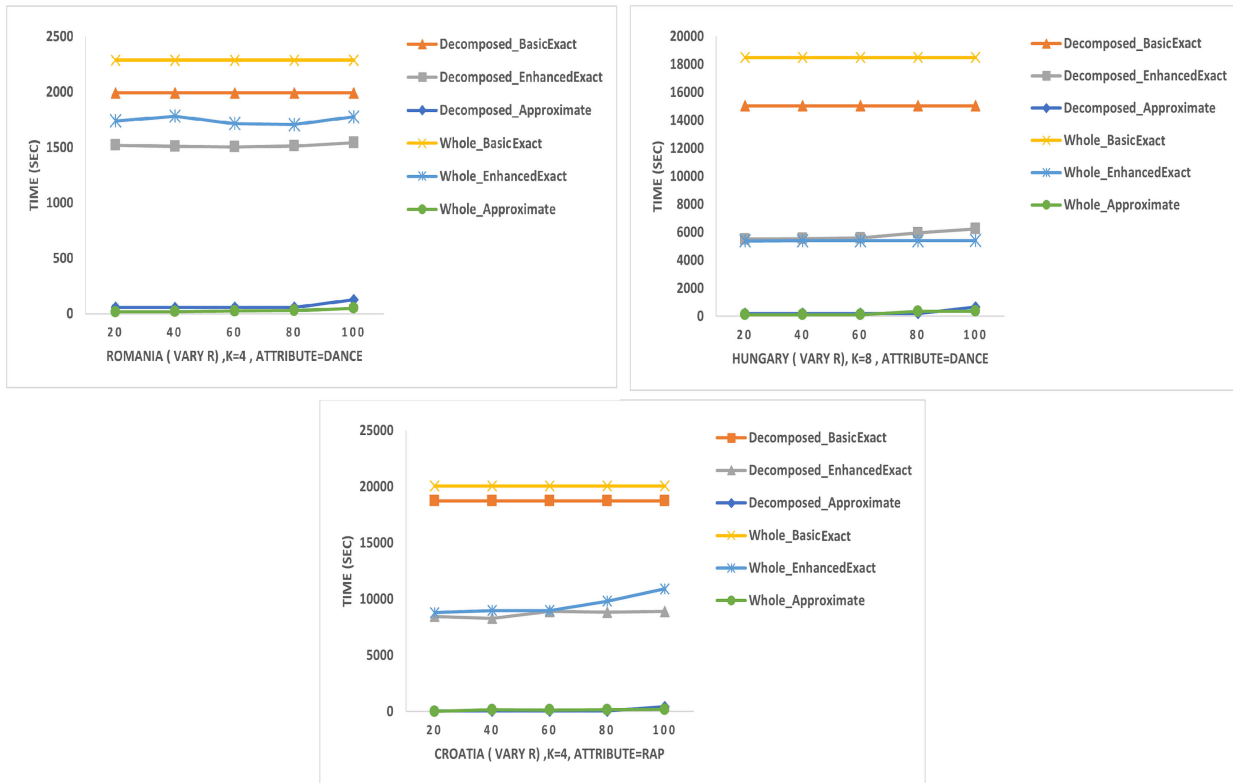 2500
2000
1500
1000
500
0
TIME (SEC)
20 40 60 80 100
ROMANIA ( VARY R) ,K=4 , ATTRIBUTE=DANCE
Decomposed_BasicExact
Decomposed_EnhancedExact
Decomposed_Approximate
Whole_BasicExact
Whole_EnhancedExact
Whole_Approximate
20000
18000
16000
14000
12000
10000
8000
6000
4000
2000
0
TIME (SEC)
20 40 60 80 100
HUNGARY ( VARY R), K=8 , ATTRIBUTE=DANCE
Decomposed_BasicExact
Decomposed_EnhancedExact
Decomposed_Approximate
Whole_BasicExact
Whole_EnhancedExact
Whole_Approximate
25000
20000
15000
10000
5000
0
TIME (SEC)
20 40 60 80 100
CROATIA ( VARY R) ,K=4, ATTRIBUTE=RAP
Decomposed_BasicExact
Decomposed_EnhancedExact
Decomposed_Approximate
Whole_BasicExact
Whole_EnhancedExact
Whole_Approximate